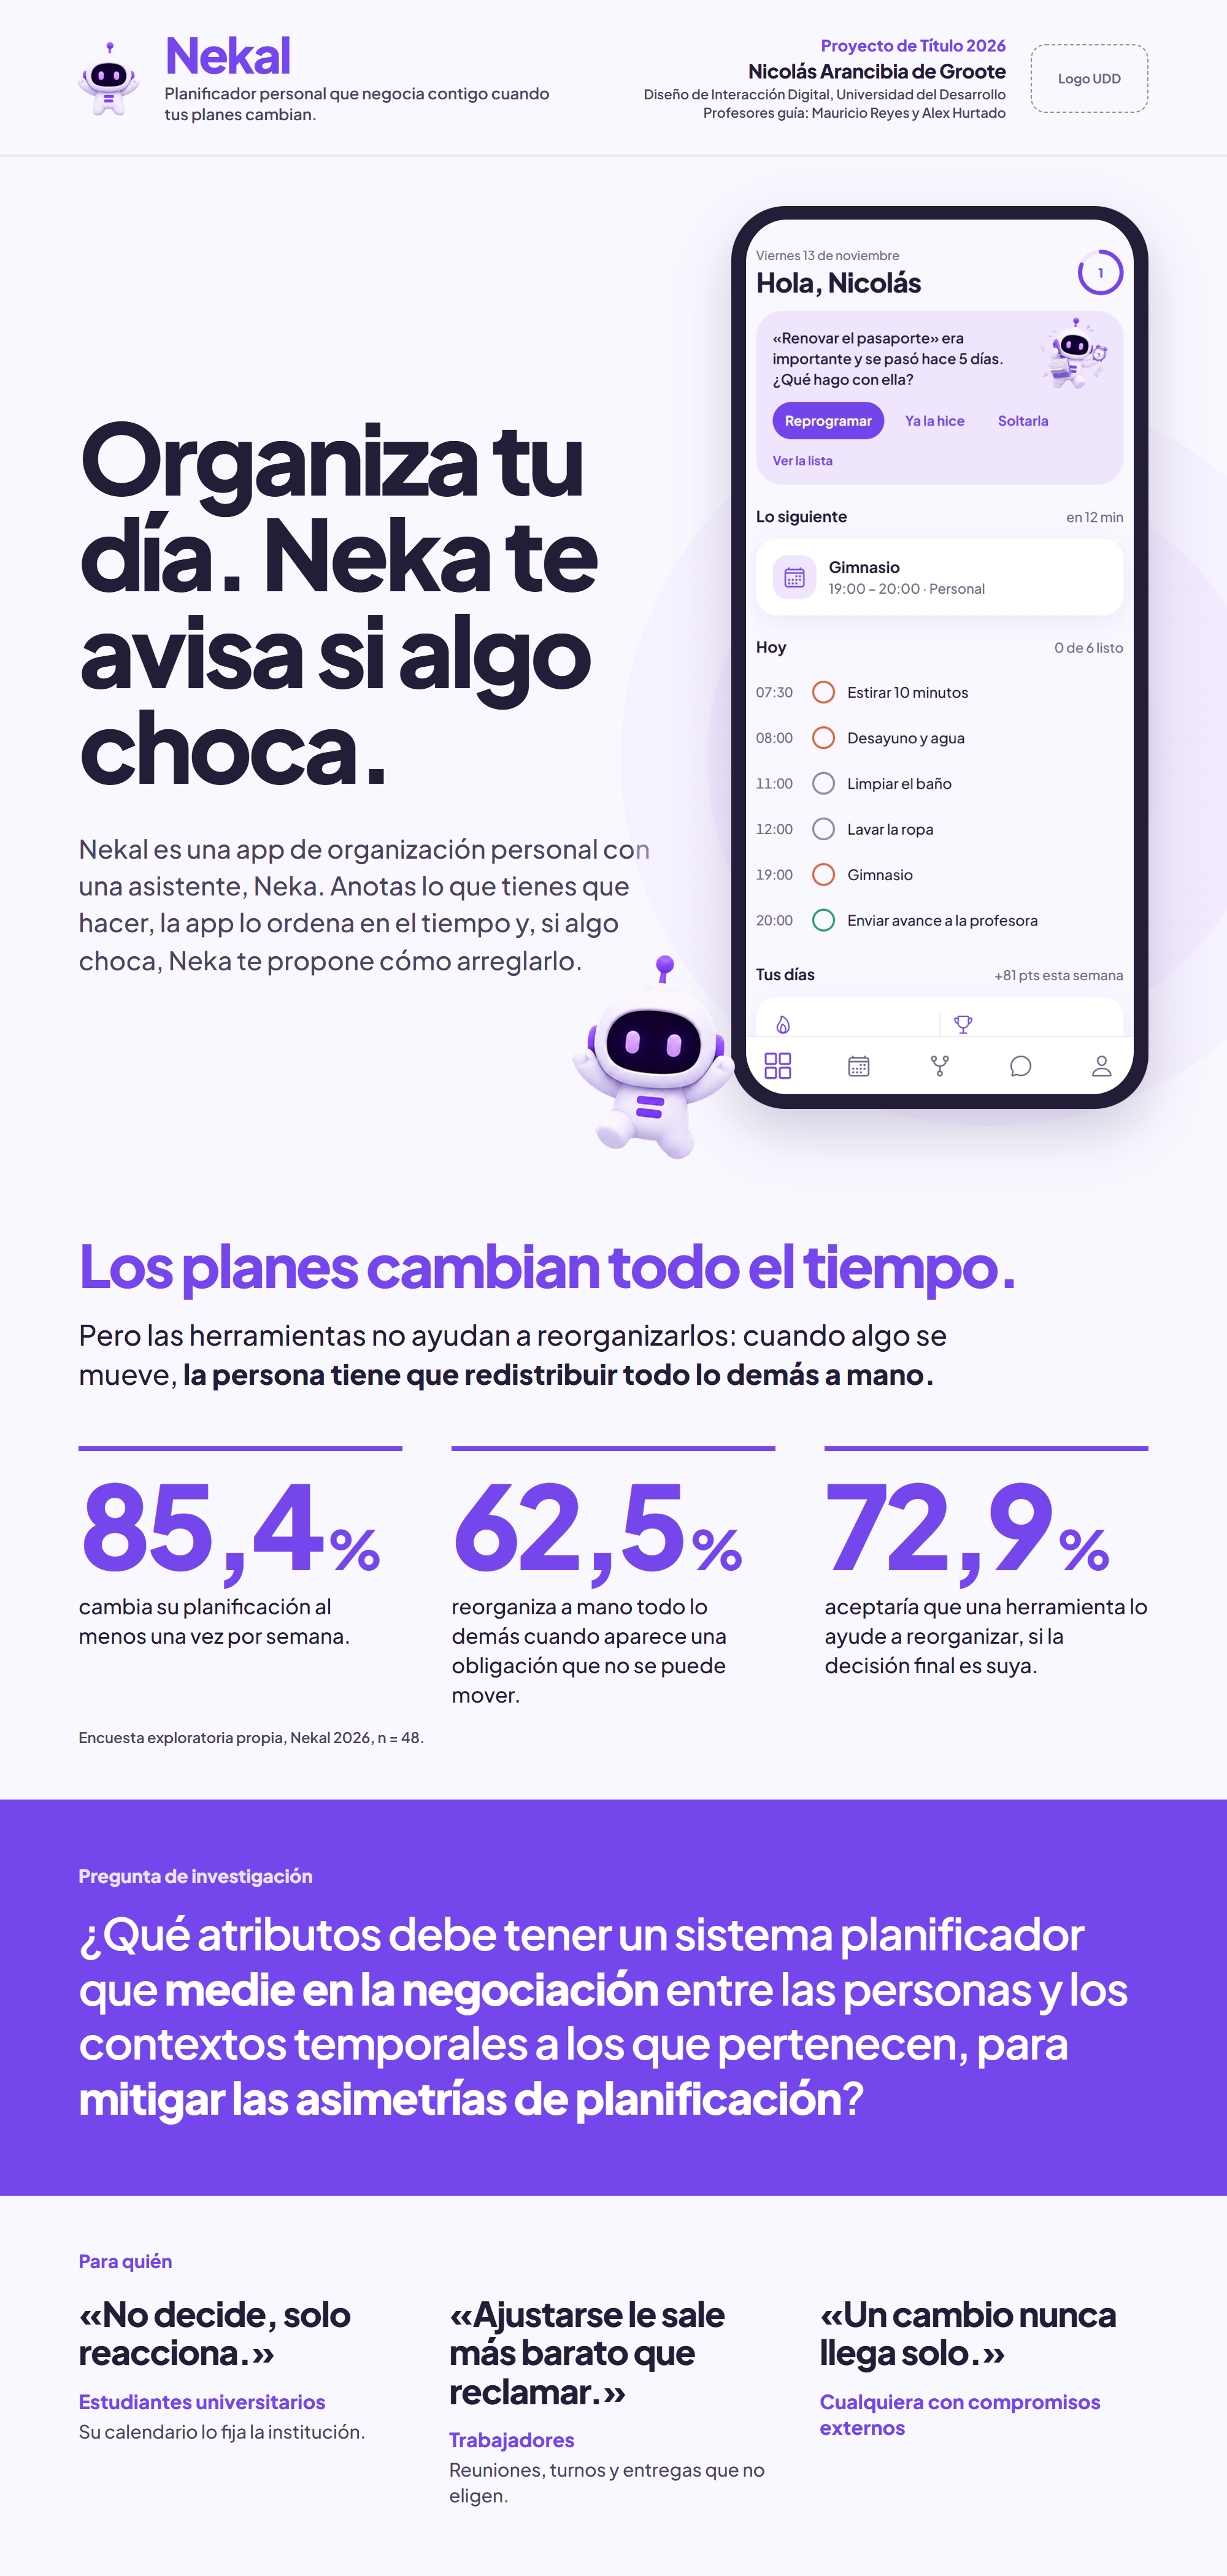 Nekal
Planificador personal que negocia contigo cuando
tus planes cambian.
Proyecto de Título 2026
Nicolás Arancibia de Groote
Diseño de Interacción Digital, Universidad del Desarrollo
Profesores guía: Mauricio Reyes y Alex Hurtado
Logo UDD
Organiza tu
día. Neka te
avisa si algo
choca.
Nekal es una app de organización personal con
una asistente, Neka. Anotas lo que tienes que
hacer, la app lo ordena en el tiempo y, si algo
choca, Neka te propone cómo arreglarlo.
Viernes 13 de noviembre
Hola, Nicolás
1
«Renovar el pasaporte» era
importante y se pasó hace 5 días.
¿Qué hago con ella?
Reprogramar Ya la hice Soltarla
Ver la lista
Lo siguiente en 12 min
Gimnasio
19:00 – 20:00 · Personal
Hoy 0 de 6 listo
07:30 Estirar 10 minutos
08:00 Desayuno y agua
11:00 Limpiar el baño
12:00 Lavar la ropa
19:00 Gimnasio
20:00 Enviar avance a la profesora
Tus días +81 pts esta semana
Los planes cambian todo el tiempo.
Pero las herramientas no ayudan a reorganizarlos: cuando algo se
mueve, la persona tiene que redistribuir todo lo demás a mano.
85,4%
cambia su planificación al
menos una vez por semana.
62,5%
reorganiza a mano todo lo
demás cuando aparece una
obligación que no se puede
mover.
72,9%
aceptaría que una herramienta lo
ayude a reorganizar, si la
decisión final es suya.
Encuesta exploratoria propia, Nekal 2026, n = 48.
Pregunta de investigación
¿Qué atributos debe tener un sistema planificador
que medie en la negociación entre las personas y los
contextos temporales a los que pertenecen, para
mitigar las asimetrías de planificación?
Para quién
«No decide, solo
reacciona.»
Estudiantes universitarios
Su calendario lo fija la institución.
«Ajustarse le sale
más barato que
reclamar.»
Trabajadores
Reuniones, turnos y entregas que no
eligen.
«Un cambio nunca
llega solo.»
Cualquiera con compromisos
externos